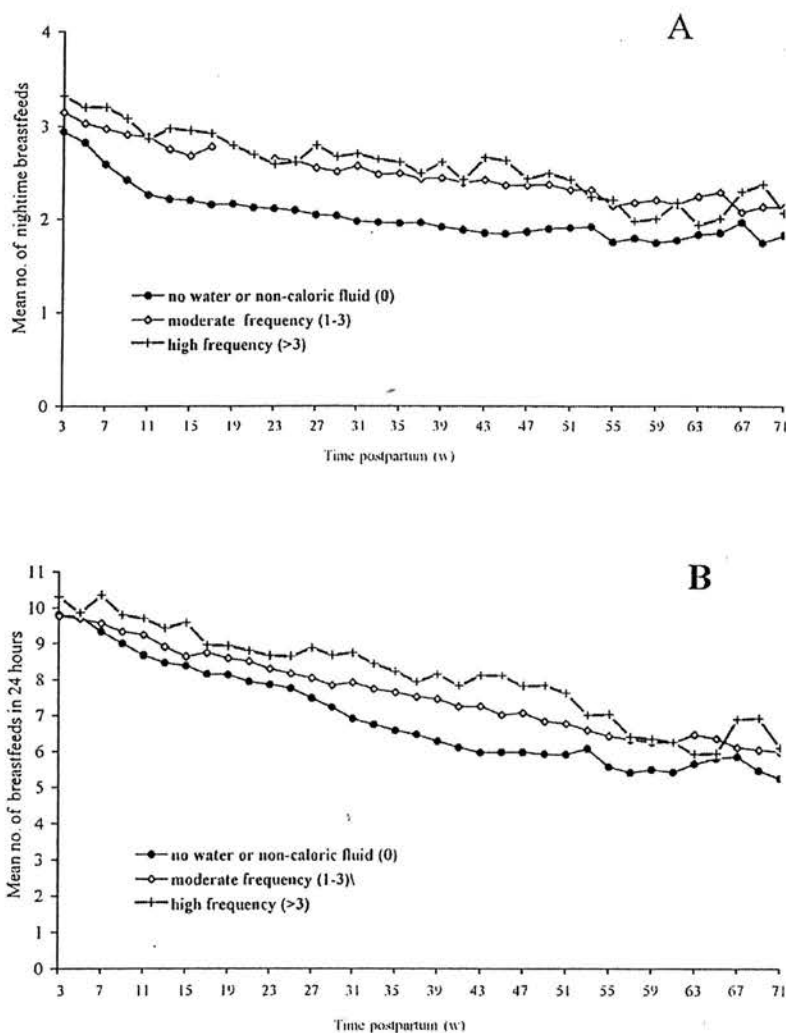 A
4
3
2
1
0
Mean no. of nighttime breastfeeds
no water or non-caloric fluid (0)
moderate frequency (1-3)
high frequency (>3)
3 7 11 15 19 23 27 31 35 39 43 47 51 55 59 63 67 71
Time postpartum (w)
B
11
10
9
8
7
6
5
4
3
2
1
0
Mean no. of breastfeeds in 24 hours
no water or non-caloric fluid (0)
moderate frequency (1-3)\
high frequency (>3)
3 7 11 15 19 23 27 31 35 39 43 47 51 55 59 63 67 71
Time postpartum (w)